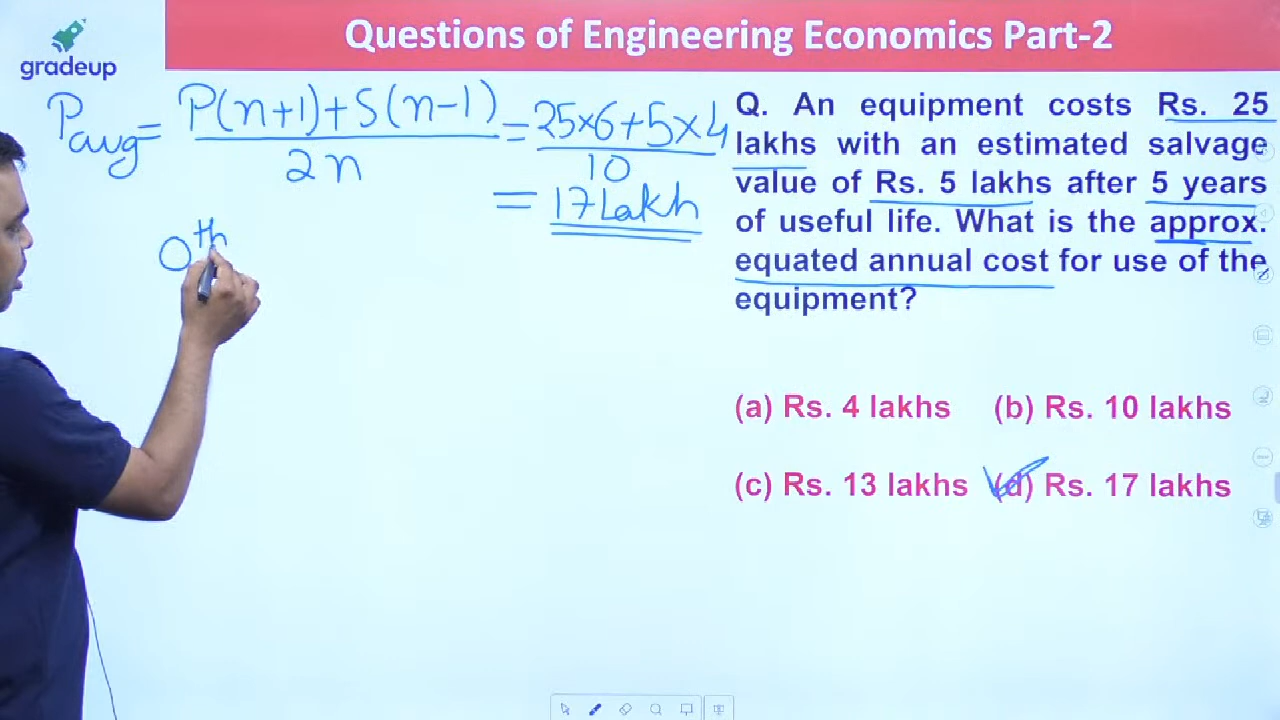 Questions of Engineering Economics Part-2
gradeup
P avg = P(n+1)+S(n-1) / 2n = 25×6+5×4 / 10
= 17 Lakh
0th
Q. An equipment costs Rs. 25
lakhs with an estimated salvage
value of Rs. 5 lakhs after 5 years
of useful life. What is the approx.
equated annual cost for use of the
equipment?
(a) Rs. 4 lakhs (b) Rs. 10 lakhs
(c) Rs. 13 lakhs (d) Rs. 17 lakhs